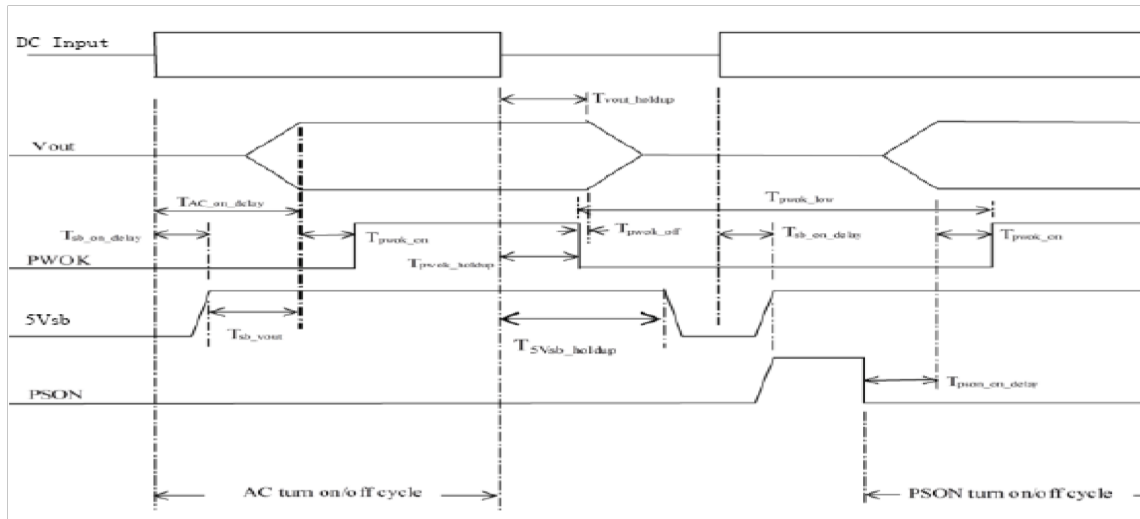 DC Input
Tvout_holdup
Vout
TAC_on_delay
Tpwok_low
Tsb_on_delay
Tpwok_on
Tpwok_off
Tsb_on_delay
Tpwok_on
PWOK
Tpwok_holdup
5Vsb
Tsb_vout
T5Vsb_holdup
PSON
Tpson_on_delay
AC turn on/off cycle
PSON turn on/off cycle